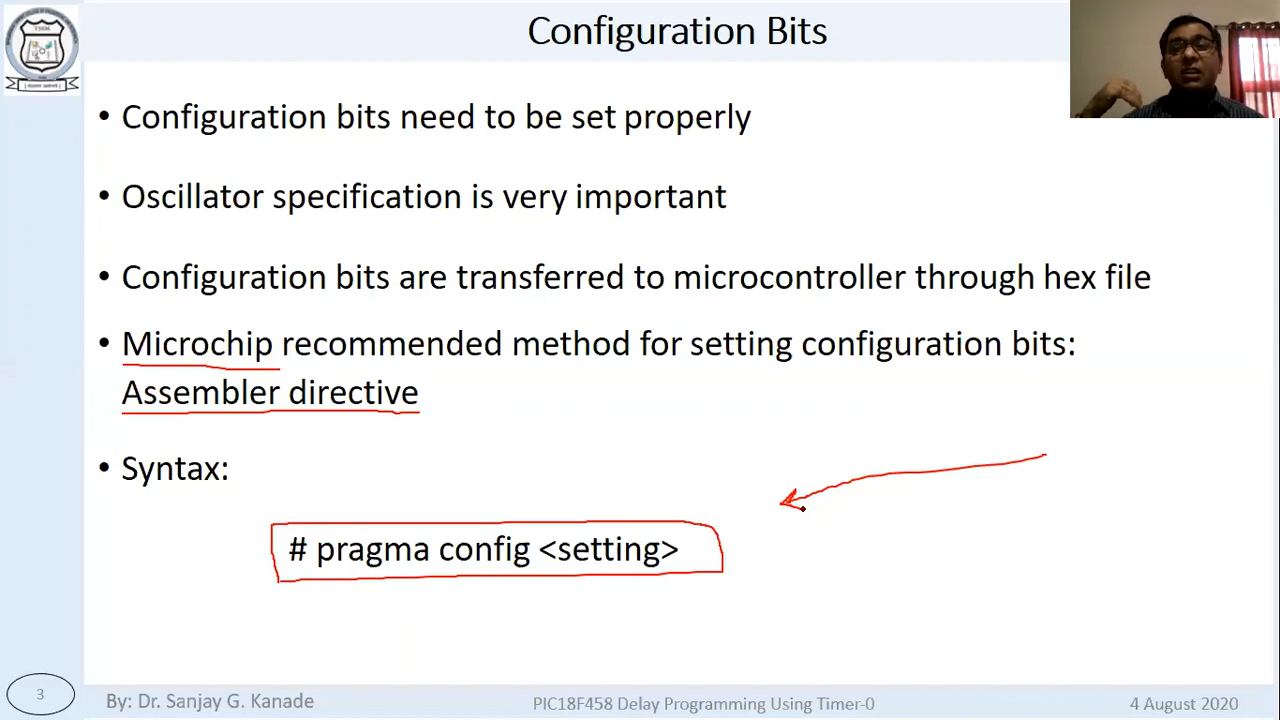 Configuration Bits
• Configuration bits need to be set properly
• Oscillator specification is very important
• Configuration bits are transferred to microcontroller through hex file
• Microchip recommended method for setting configuration bits:
Assembler directive
• Syntax:
# pragma config <setting>
3
By: Dr. Sanjay G. Kanade
PIC18F458 Delay Programming Using Timer-0
4 August 2020